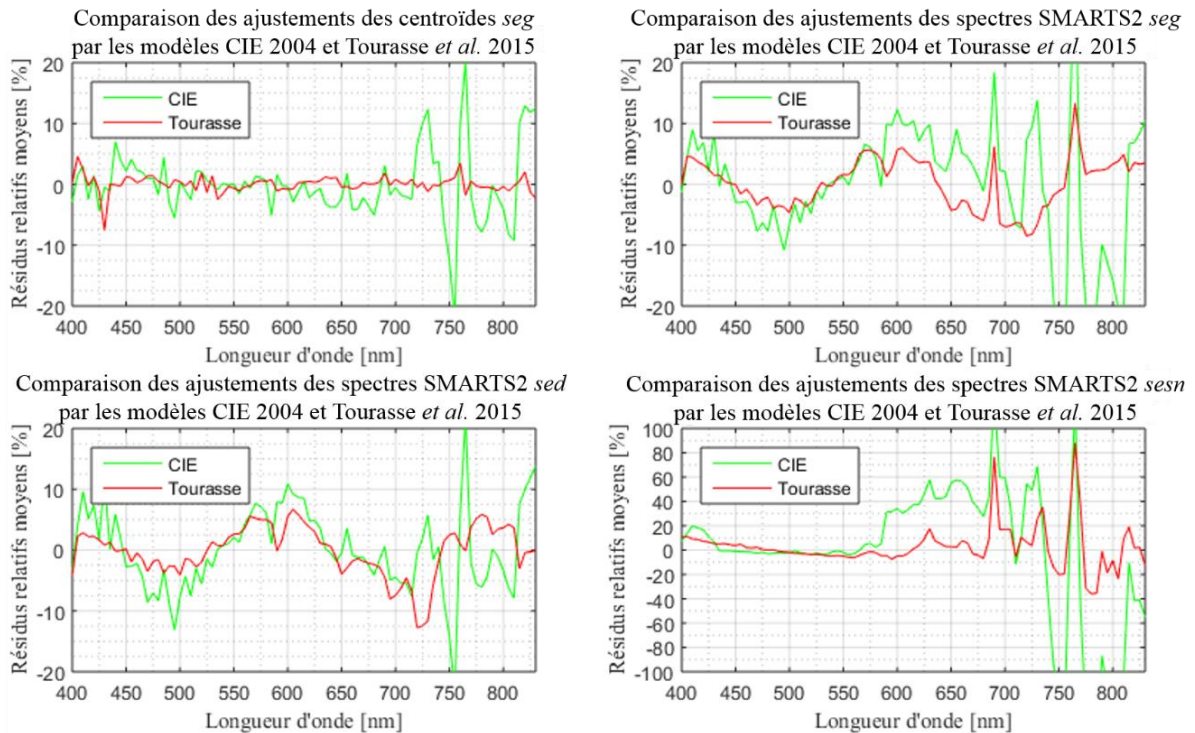 Comparaison des ajustements des centroïdes seg
par les modèles CIE 2004 et Tourasse et al. 2015
Résidus relatifs moyens [%]
20
10
0
-10
-20
CIE
Tourasse
400 450 500 550 600 650 700 750 800
Longueur d'onde [nm]
Comparaison des ajustements des spectres SMARTS2 seg
par les modèles CIE 2004 et Tourasse et al. 2015
Résidus relatifs moyens [%]
20
10
0
-10
-20
CIE
Tourasse
400 450 500 550 600 650 700 750 800
Longueur d'onde [nm]
Comparaison des ajustements des spectres SMARTS2 sed
par les modèles CIE 2004 et Tourasse et al. 2015
Résidus relatifs moyens [%]
20
10
0
-10
-20
CIE
Tourasse
400 450 500 550 600 650 700 750 800
Longueur d'onde [nm]
Comparaison des ajustements des spectres SMARTS2 sesn
par les modèles CIE 2004 et Tourasse et al. 2015
Résidus relatifs moyens [%]
100
80
60
40
20
0
-20
-40
-60
-80
-100
CIE
Tourasse
400 450 500 550 600 650 700 750 800
Longueur d'onde [nm]